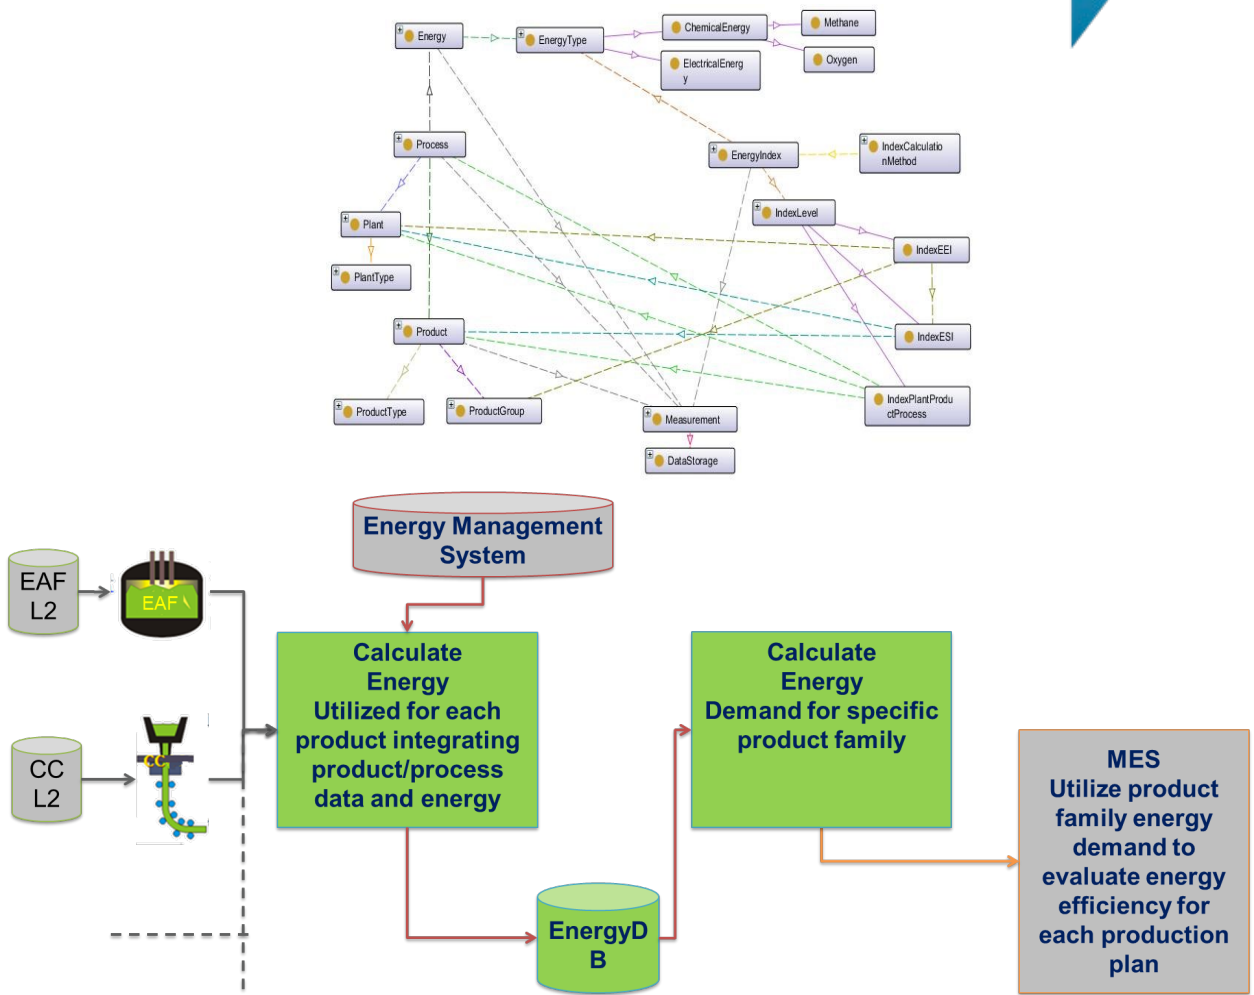 Energy
EnergyType
ChemicalEnergy
Methane
ElectricalEnerg
y
Oxygen
Process
EnergyIndex
IndexCalculatio
nMethod
Plant
IndexLevel
IndexEEI
PlantType
Product
IndexESI
ProductType
ProductGroup
Measurement
IndexPlantProdu
ctProcess
DataStorage
Energy Management
System
EAF
L2
EAF
CC
L2
CC
Calculate
Energy
Utilized for each
product integrating
product/process
data and energy
Calculate
Energy
Demand for specific
product family
EnergyD
B
MES
Utilize product
family energy
demand to
evaluate energy
efficiency for
each production
plan